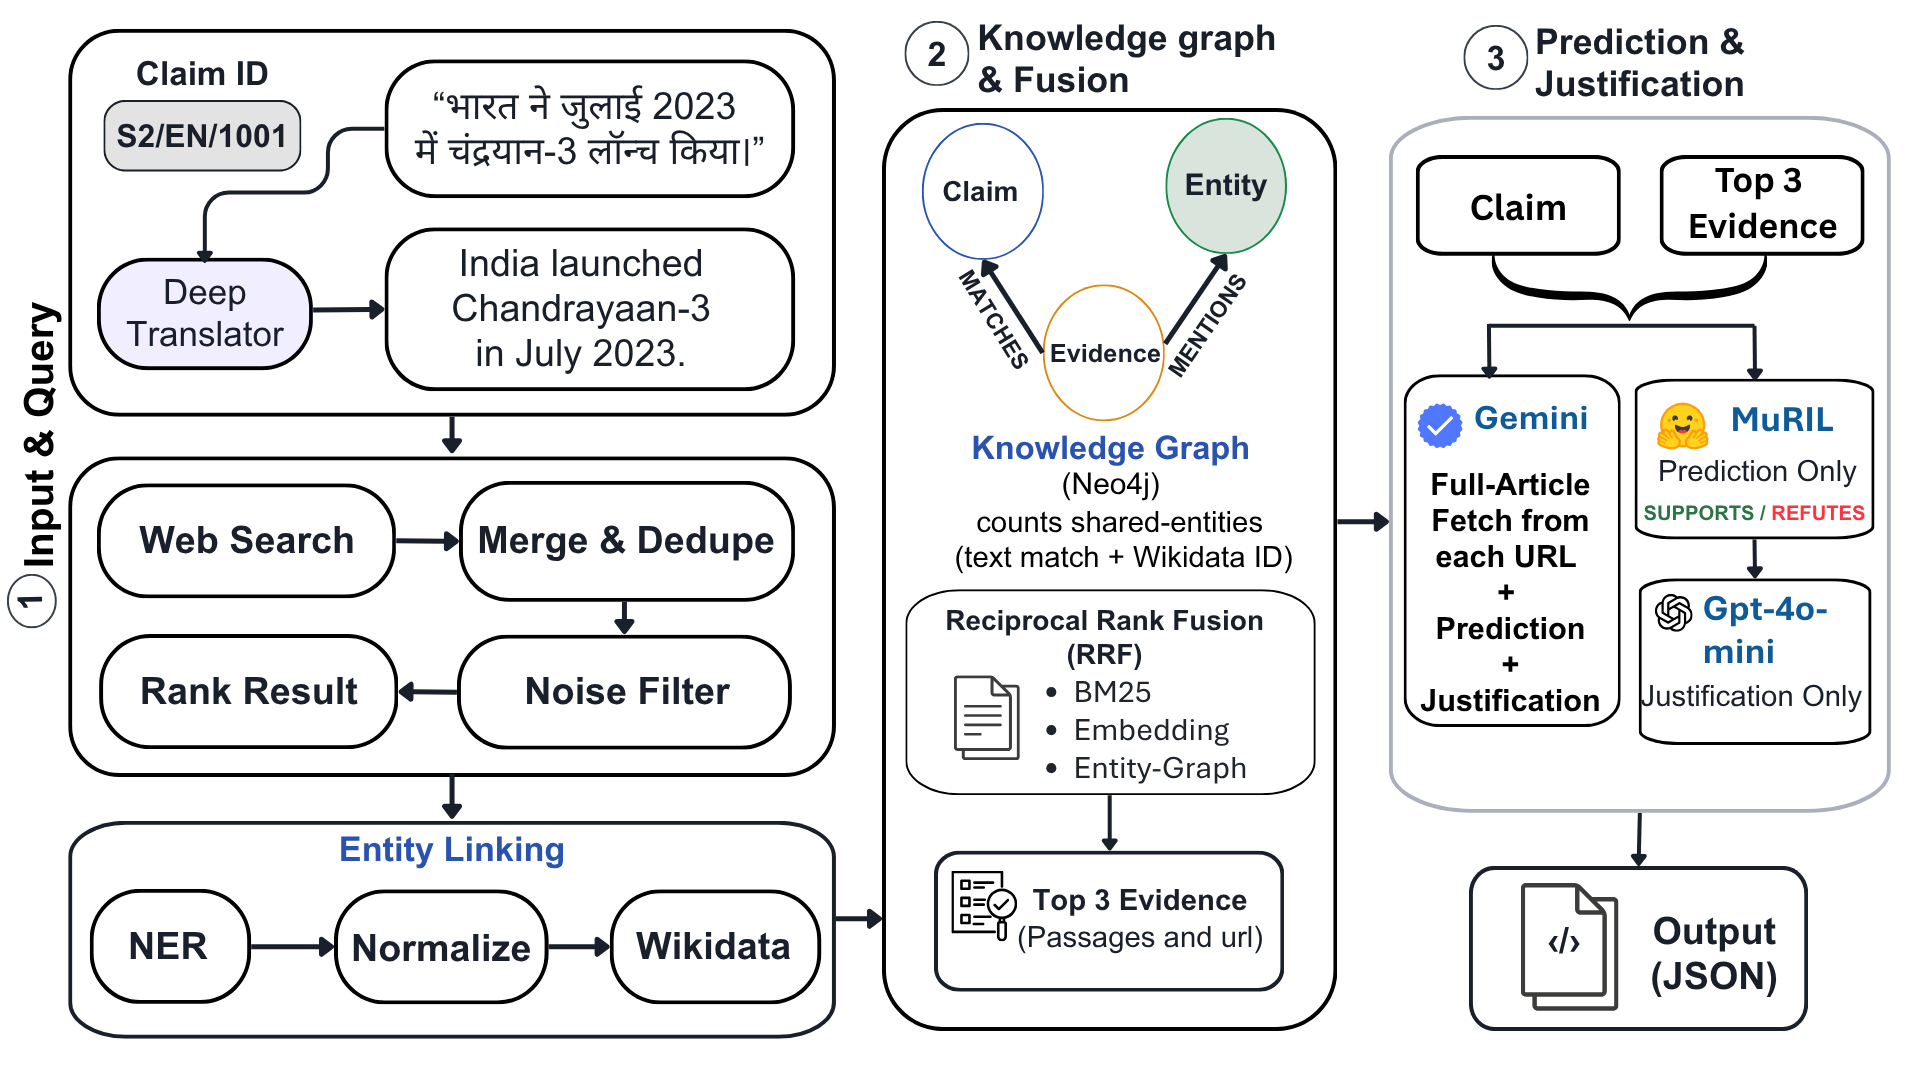 1 Input & Query
Claim ID
S2/EN/1001
“भारत ने जुलाई 2023
में चंद्रयान-3 लॉन्च किया।”
Deep
Translator
India launched
Chandrayaan-3
in July 2023.
Web Search
Merge & Dedupe
Rank Result
Noise Filter
Entity Linking
NER
Normalize
Wikidata
2
Knowledge graph
& Fusion
Claim
Entity
MATCHES
Evidence
MENTIONS
Knowledge Graph
(Neo4j)
counts shared-entities
(text match + Wikidata ID)
Reciprocal Rank Fusion
(RRF)
• BM25
• Embedding
• Entity-Graph
Top 3 Evidence
(Passages and url)
3
Prediction &
Justification
Claim
Top 3
Evidence
Gemini
Full-Article
Fetch from
each URL
+
Prediction
+
Justification
MuRIL
Prediction Only
SUPPORTS / REFUTES
Gpt-4o-
mini
Justification Only
</>
Output
(JSON)